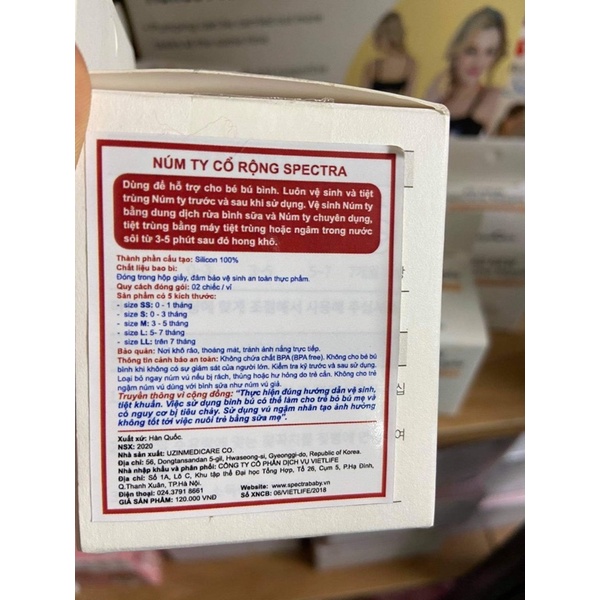 NÚM TY CỔ RỘNG SPECTRA
Dùng để hỗ trợ cho bé bú bình. Luôn vệ sinh và tiệt
trùng Núm ty trước và sau khi sử dụng. Vệ sinh Núm ty
bằng dung dịch rửa bình sữa và Núm ty chuyên dụng,
tiệt trùng bằng máy tiệt trùng hoặc ngâm trong nước
sôi từ 3-5 phút sau đó hong khô.
Thành phần cấu tạo: Silicon 100%
Chất liệu bao bì:
Đóng trong hộp giấy, đảm bảo vệ sinh an toàn thực phẩm.
Quy cách đóng gói: 02 chiếc / vỉ
Sản phẩm có 5 kích thước:
- size SS: 0 - 1 tháng
- size S: 0 - 3 tháng
- size M: 3 - 5 tháng
- size L: 5- 7 tháng
- size LL: trên 7 tháng
Bảo quản: Nơi khô ráo, thoáng mát, tránh ánh nắng trực tiếp.
Thông tin cảnh báo an toàn: Không chứa chất BPA (BPA free). Không cho bé bú
bình khi không có sự giám sát của người lớn. Kiểm tra kỹ trước và sau sử dụng.
Loại bỏ ngay núm vú nếu bị rách, thủng hoặc hư hỏng do trẻ cắn. Không cho trẻ
ngậm núm vú dùng với bình sữa như núm vú giả.
Truyền thông vì cộng đồng: "Thực hiện đúng hướng dẫn vệ sinh,
tiệt khuẩn. Việc sử dụng bình bú có thể làm cho trẻ bỏ bú mẹ và
có nguy cơ bị tiêu chảy. Sử dụng vú ngậm nhân tạo ảnh hưởng
không tốt tới việc nuôi trẻ bằng sữa mẹ".
Xuất xứ: Hàn Quốc.
NSX: 2020
Nhà sản xuất: UZINMEDICARE CO.
Địa chỉ: 56, Dongtansandan 5-gil, Hwaseong-si, Gyeonggi-do, Republic of Korea.
Nhà nhập khẩu và phân phối: CÔNG TY CỔ PHẦN DỊCH VỤ VIETLIFE
Địa chỉ: Số 1A, Lô C, Khu tập thể Đại học Tổng Hợp, Tổ 26, Cụm 5, P.Hạ Đình,
Q.Thanh Xuân, TP.Hà Nội. Website: www.spectrababy.vn
Điện thoại: 024.3791 8661 Số XNCB: 06/VIETLIFE/2018
GIÁ SẢN PHẨM: 120.000 VNĐ